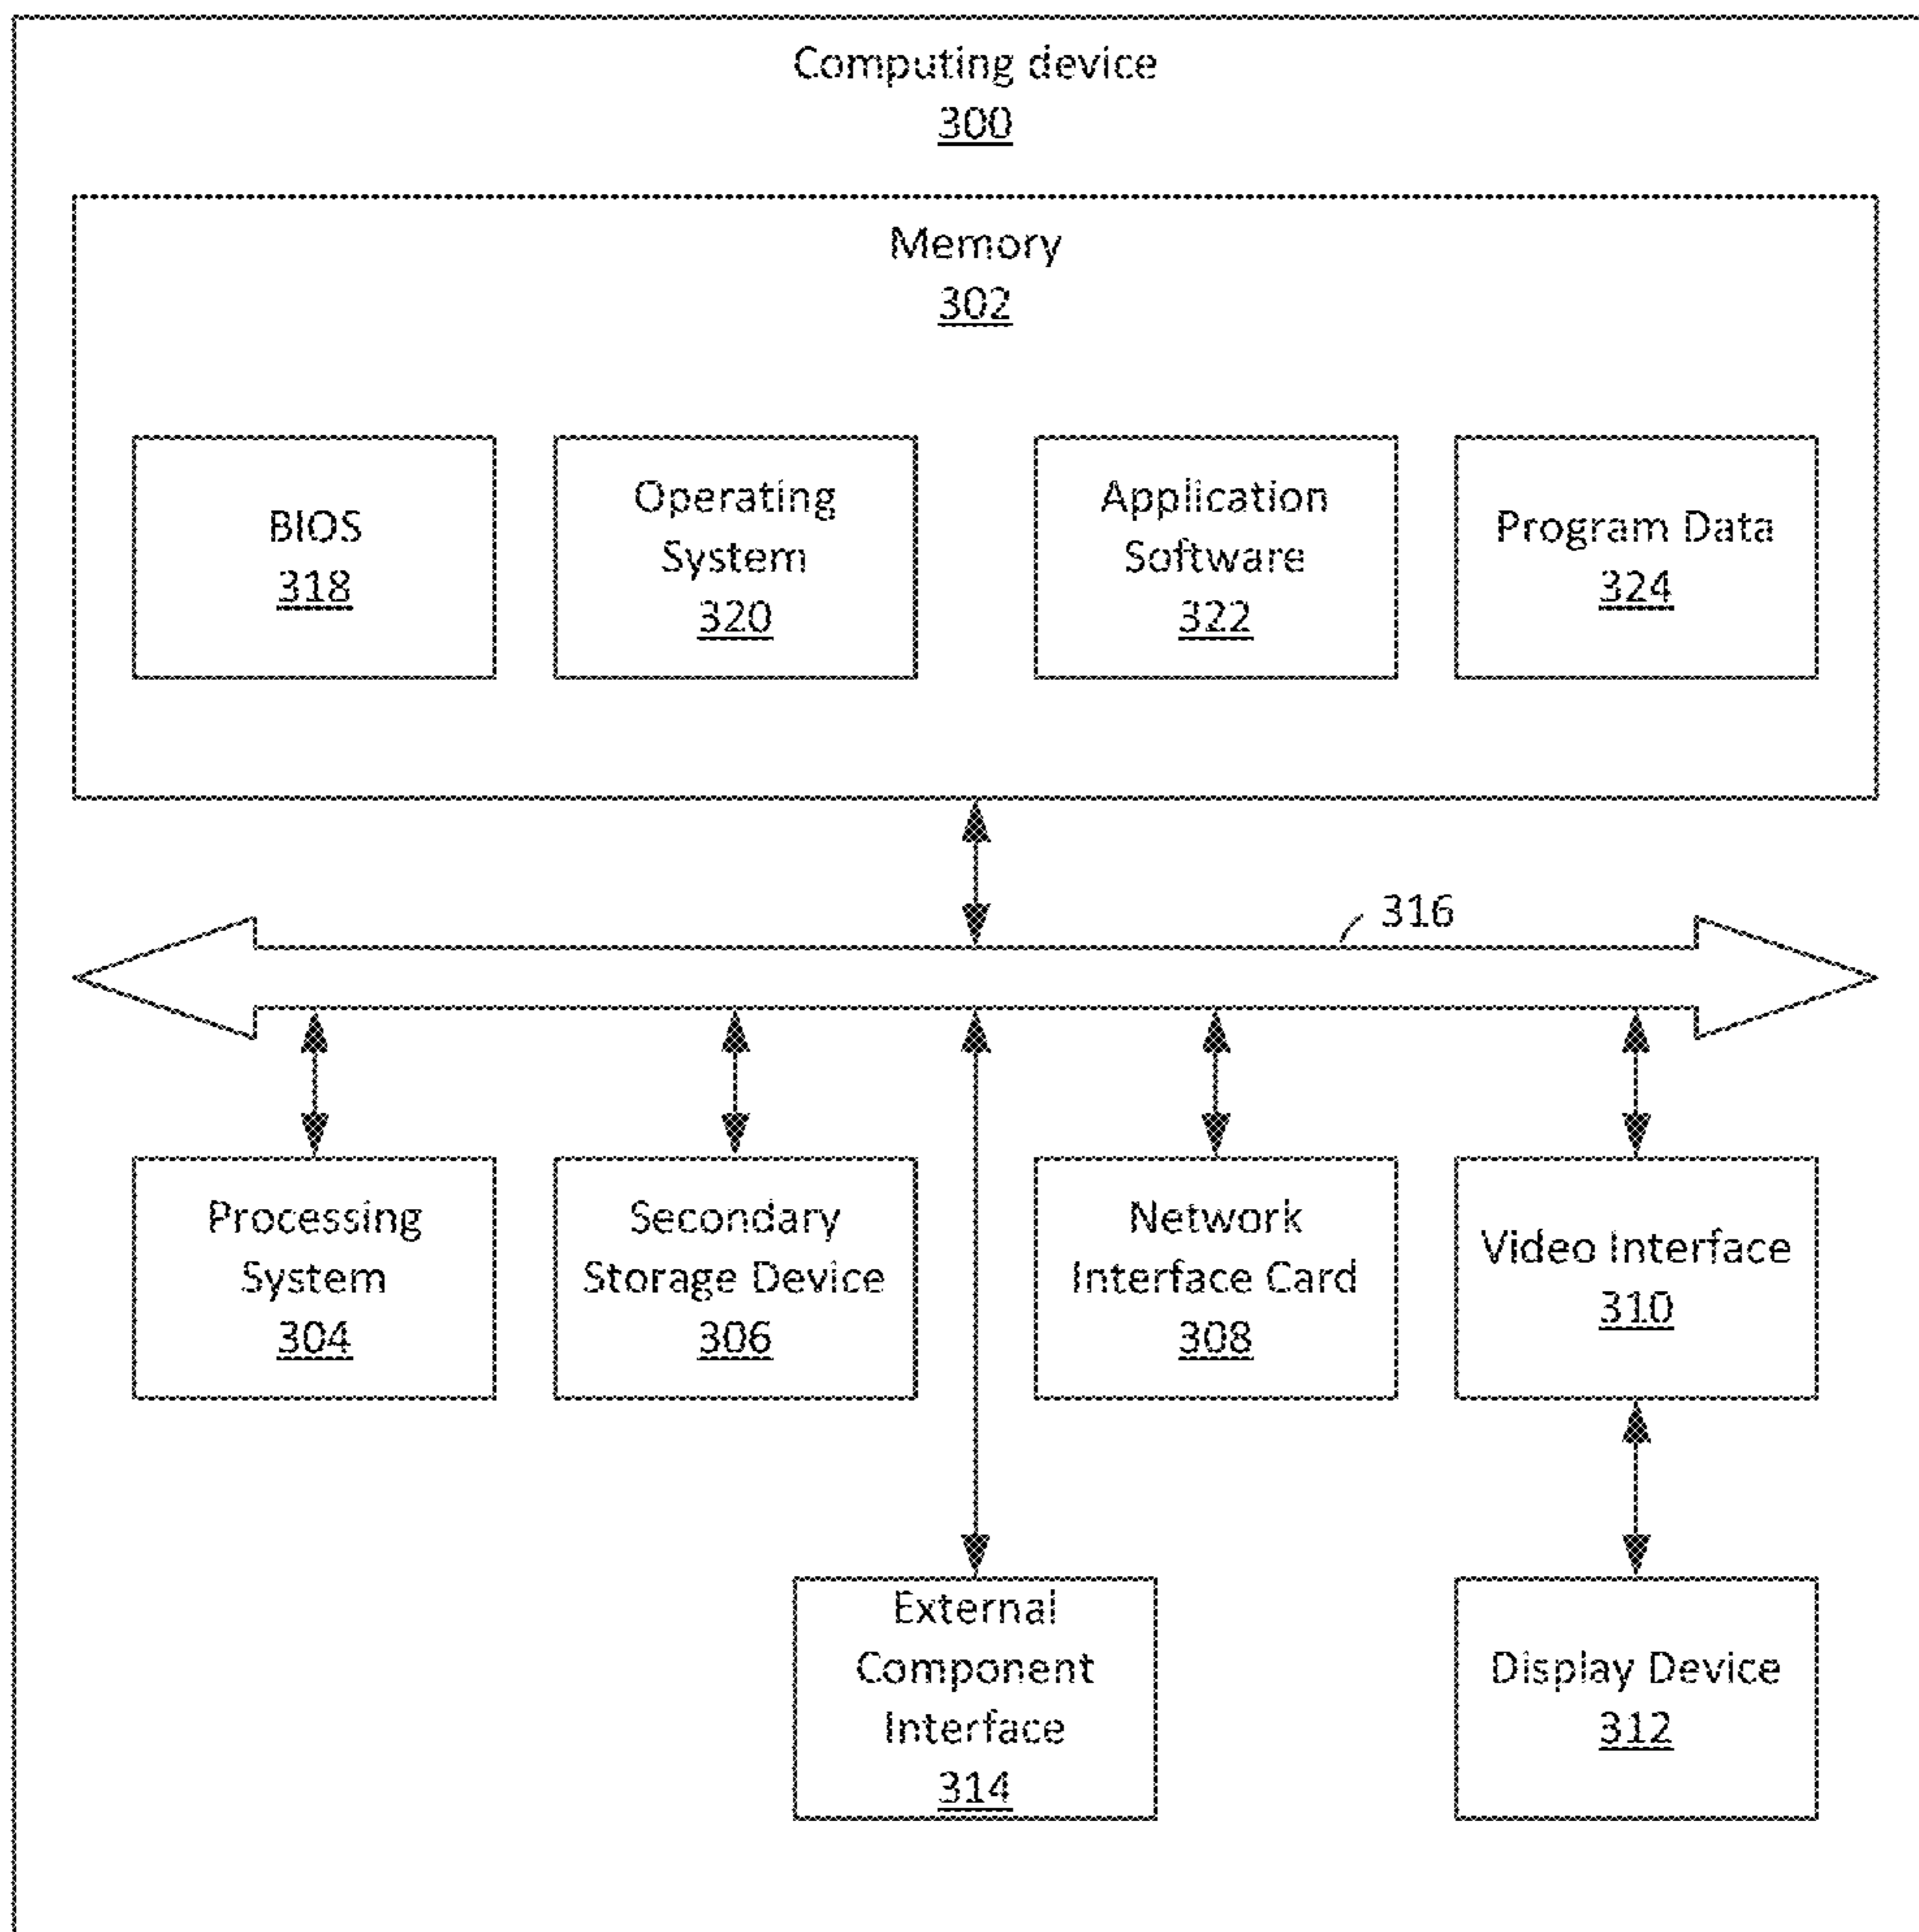 Computing device
300
Memory
302
BIOS
318
Operating
System
320
Application
Software
322
Program Data
324
316
Processing
System
304
Secondary
Storage Device
306
Network
Interface Card
308
Video Interface
310
External
Component
Interface
314
Display Device
312